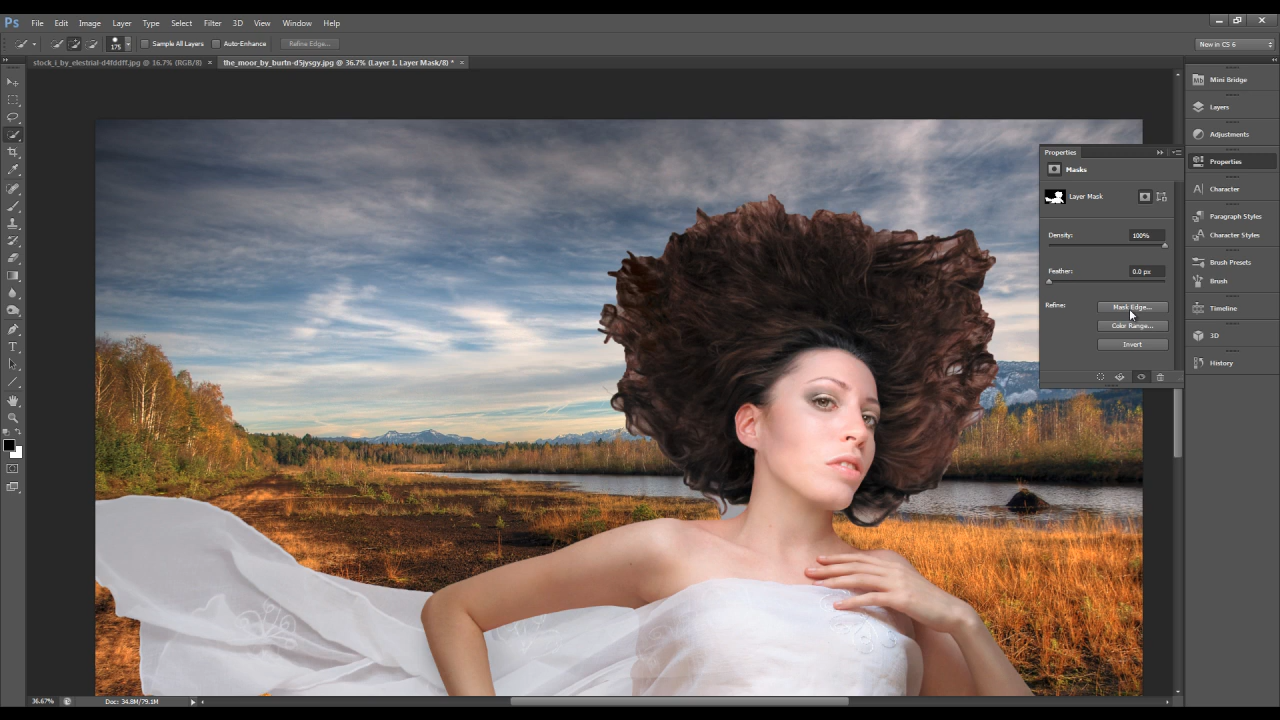 Ps File Edit Image Layer Type Select Filter 3D View Window Help
175 Sample All Layers Auto-Enhance Refine Edge... New in CS 6
stock_i_by_elestrial-d4fddff.jpg @ 16.7% (RGB/8) × the_moor_by_burtn-d5jysgy.jpg @ 36.7% (Layer 1, Layer Mask/8) * ×
Mb Mini Bridge
Layers
Adjustments
Properties
Character
Paragraph Styles
Character Styles
Brush Presets
Brush
Timeline
3D
History
Properties
Masks
Layer Mask
Density: 100%
Feather: 0.0 px
Refine: Mask Edge...
Color Range...
Invert
36.67% Doc: 34.8M/79.1M